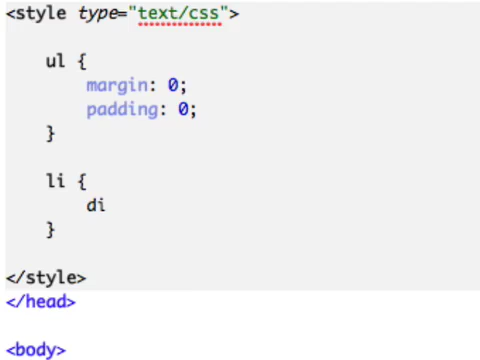 <style type="text/css">
ul {
margin: 0;
padding: 0;
}
li {
di
}
</style>
</head>
<body>